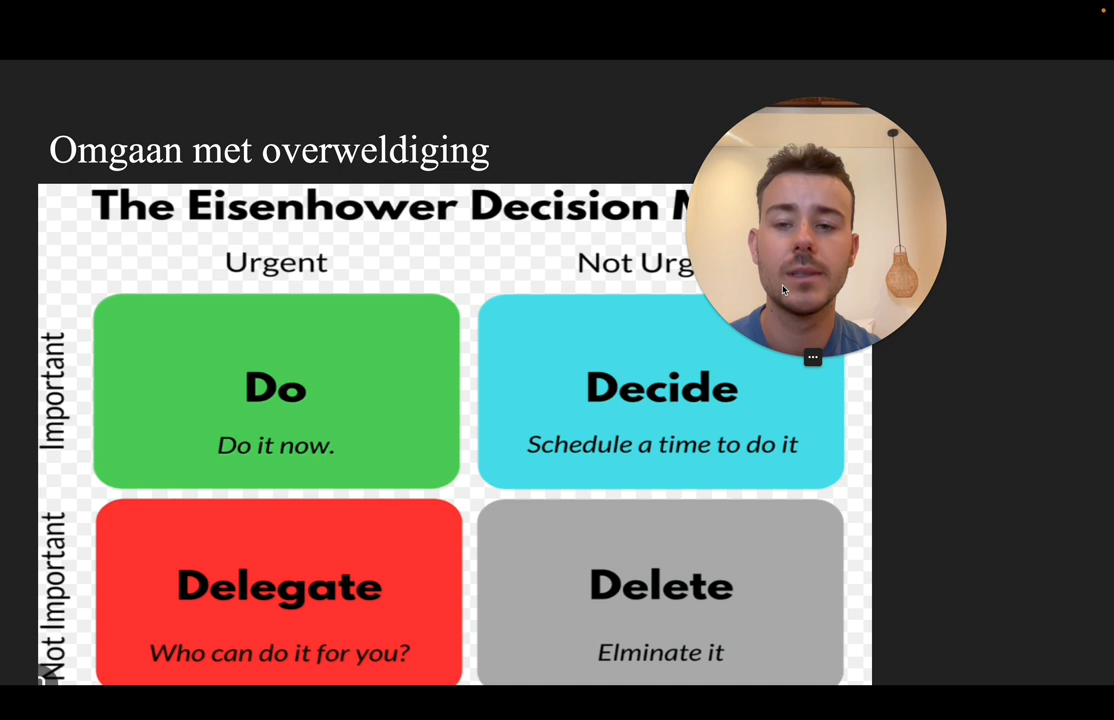 Omgaan met overweldiging
The Eisenhower Decision
Urgent
Not Urg
Important
Do
Do it now.
Decide
Schedule a time to do it
Not Important
Delegate
Who can do it for you?
Delete
Elminate it